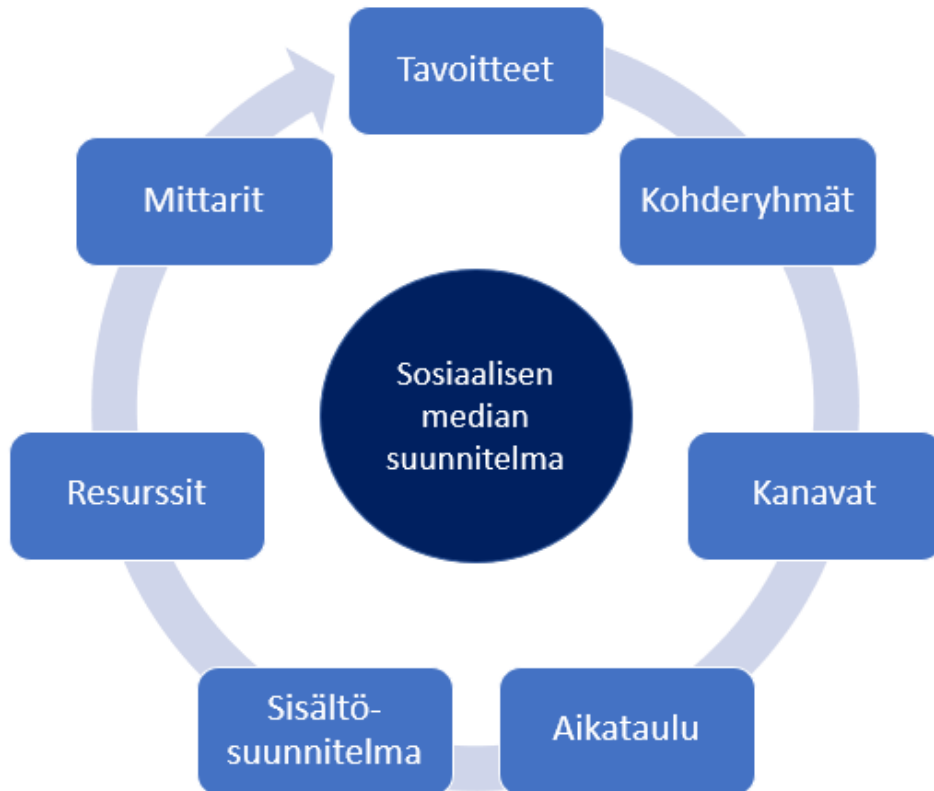 Tavoitteet
Kohderyhmät
Kanavat
Aikataulu
Sisältö-
suunnitelma
Resurssit
Mittarit
Sosiaalisen
median
suunnitelma